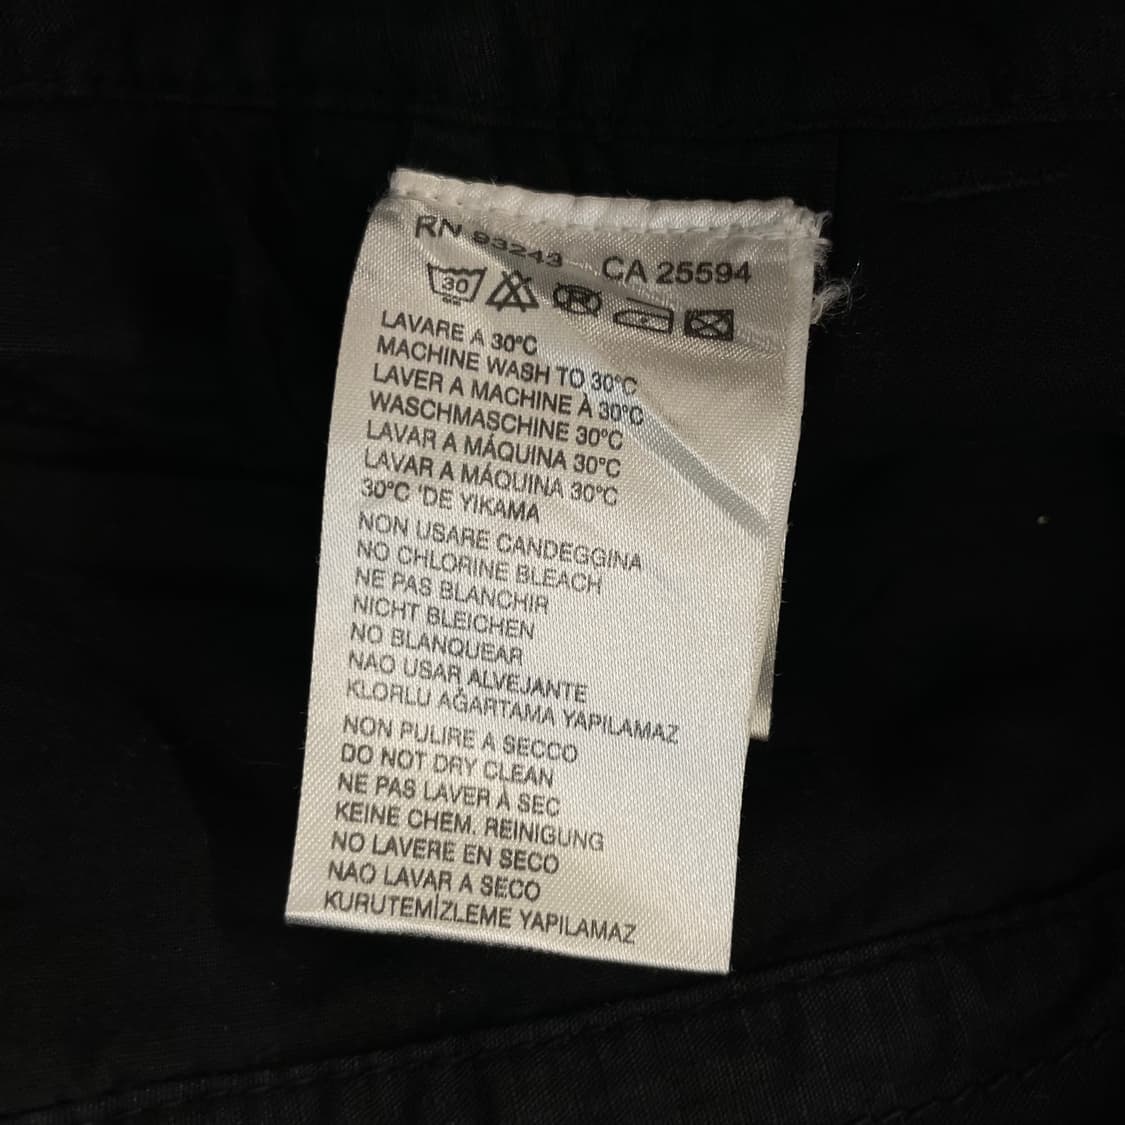 RN 93243 CA 25594
30 R
LAVARE A 30°C
MACHINE WASH TO 30°C
LAVER A MACHINE À 30°C
WASCHMASCHINE 30°C
LAVAR A MÁQUINA 30°C
LAVAR A MÁQUINA 30°C
30°C 'DE YIKAMA
NON USARE CANDEGGINA
NO CHLORINE BLEACH
NE PAS BLANCHIR
NICHT BLEICHEN
NO BLANQUEAR
NAO USAR ALVEJANTE
KLORLU AĞARTAMA YAPILAMAZ
NON PULIRE A SECCO
DO NOT DRY CLEAN
NE PAS LAVER À SEC
KEINE CHEM. REINIGUNG
NO LAVERE EN SECO
NAO LAVAR A SECO
KURUTEMİZLEME YAPILAMAZ